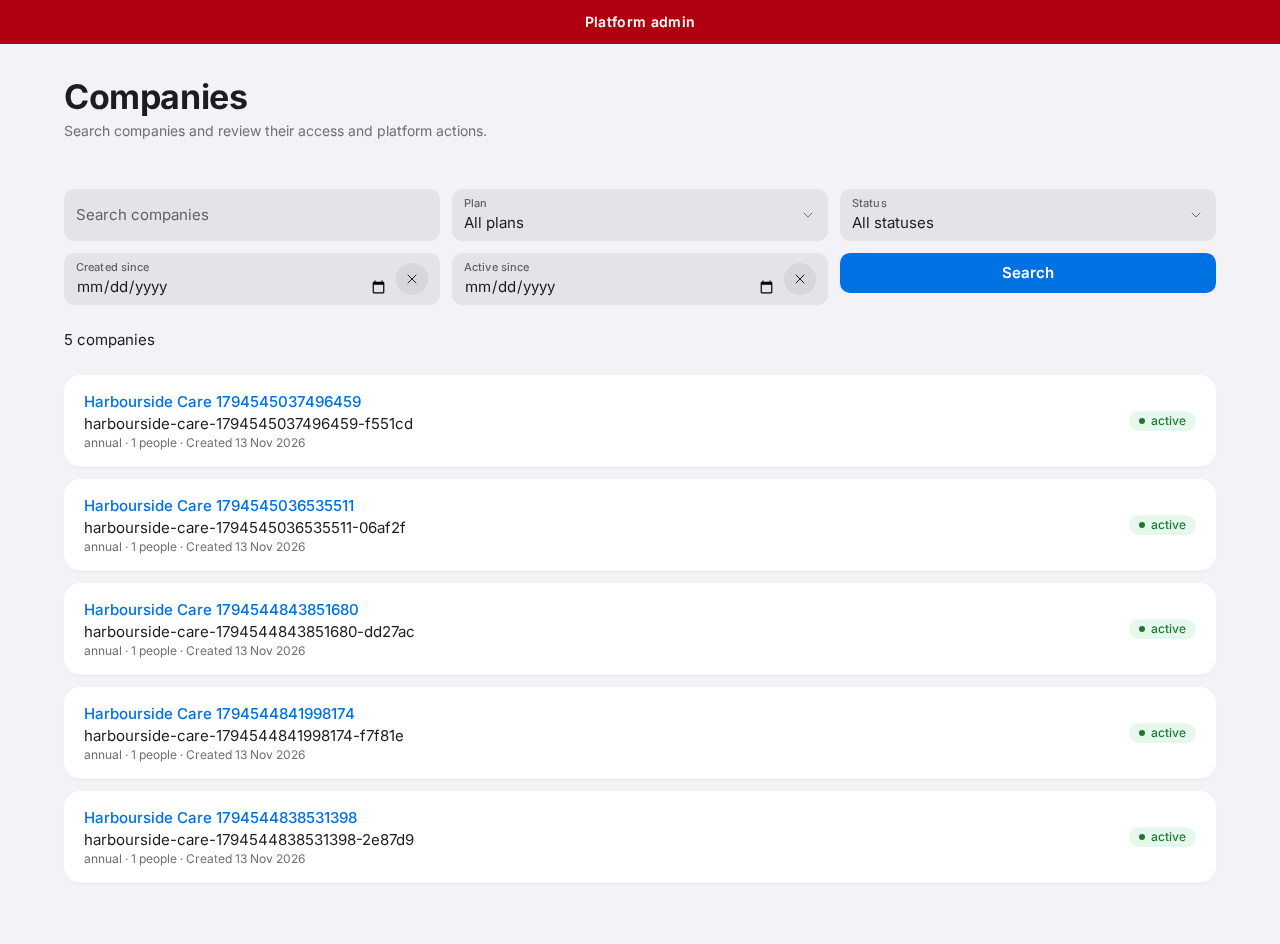 Platform admin
Companies
Search companies and review their access and platform actions.
Search companies
Plan
All plans
Status
All statuses
Created since
mm/dd/yyyy
Active since
mm/dd/yyyy
Search
5 companies
Harbourside Care 1794545037496459
harbourside-care-1794545037496459-f551cd
annual · 1 people · Created 13 Nov 2026
active
Harbourside Care 1794545036535511
harbourside-care-1794545036535511-06af2f
annual · 1 people · Created 13 Nov 2026
active
Harbourside Care 1794544843851680
harbourside-care-1794544843851680-dd27ac
annual · 1 people · Created 13 Nov 2026
active
Harbourside Care 1794544841998174
harbourside-care-1794544841998174-f7f81e
annual · 1 people · Created 13 Nov 2026
active
Harbourside Care 1794544838531398
harbourside-care-1794544838531398-2e87d9
annual · 1 people · Created 13 Nov 2026
active